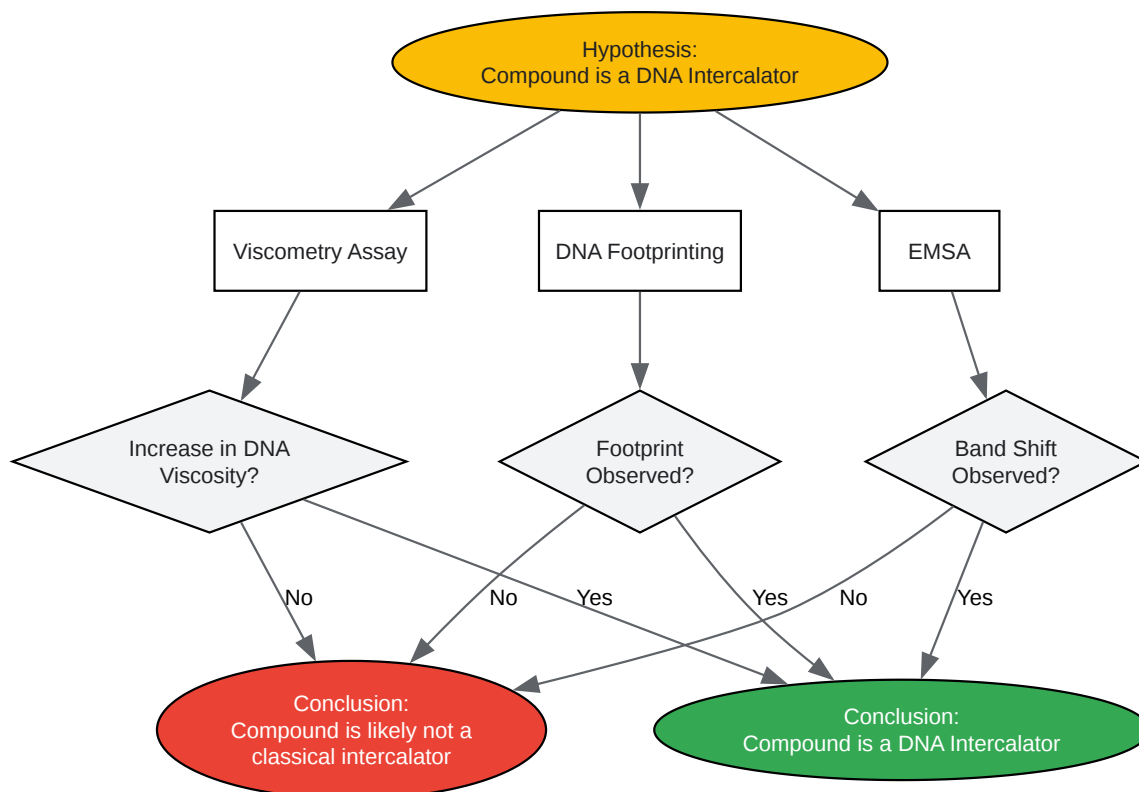 Hypothesis:
Compound is a DNA Intercalator
Viscometry Assay
DNA Footprinting
EMSA
Increase in DNA
Viscosity?
Footprint
Observed?
Band Shift
Observed?
No
No
Yes
Yes
No
Yes
Conclusion:
Compound is likely not a
classical intercalator
Conclusion:
Compound is a DNA Intercalator